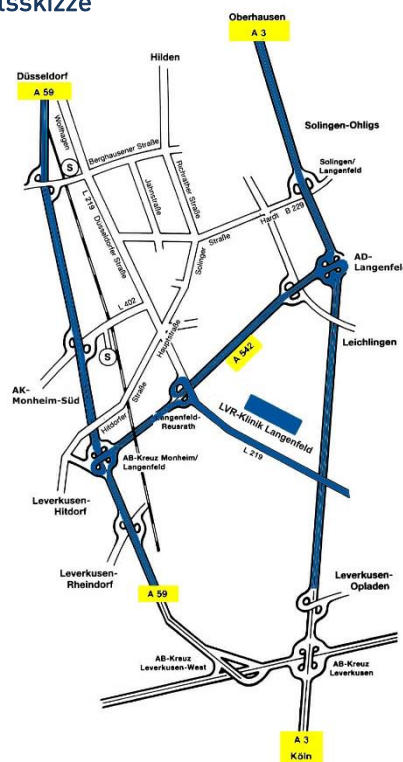 sskizze
Oberhausen
A 3
Hilden
Düsseldorf
A 59
Wolfhagen
Solingen-Ohligs
Berghausener Straße
S
Solingen/
Langenfeld
Richrather Straße
Jahnstraße
L 219
Düsseldorfer Straße
Hardt
B 229
Solinger
Straße
AD-
Langenfeld
L 402
Hauptstraße
S
A 542
Leichlingen
AK-
Monheim-Süd
Hitdorfer
Straße
Langenfeld-
Reusrath
LVR-Klinik Langenfeld
L 219
AB-Kreuz Monheim/
Langenfeld
Leverkusen-
Hitdorf
Leverkusen-
Rheindorf
Leverkusen-
Opladen
A 59
AB-Kreuz
Leverkusen-West
AB-Kreuz
Leverkusen
A 3
Köln